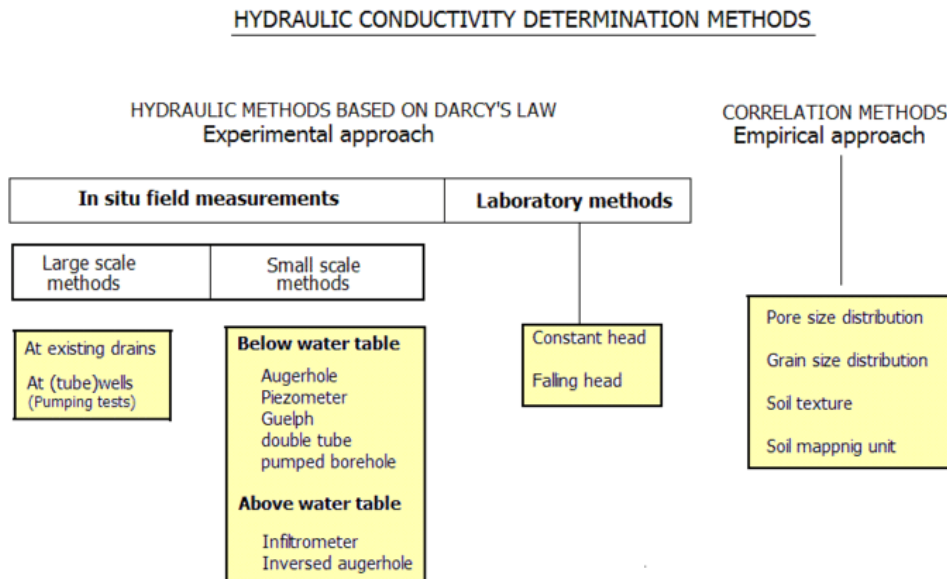 HYDRAULIC CONDUCTIVITY DETERMINATION METHODS
HYDRAULIC METHODS BASED ON DARCY'S LAW
Experimental approach
CORRELATION METHODS
Empirical approach
In situ field measurements
Laboratory methods
Large scale
methods
Small scale
methods
At existing drains
At (tube)wells
(Pumping tests)
Below water table
Augerhole
Piezometer
Guelph
double tube
pumped borehole
Above water table
Infiltrometer
Inversed augerhole
Constant head
Falling head
Pore size distribution
Grain size distribution
Soil texture
Soil mappnig unit